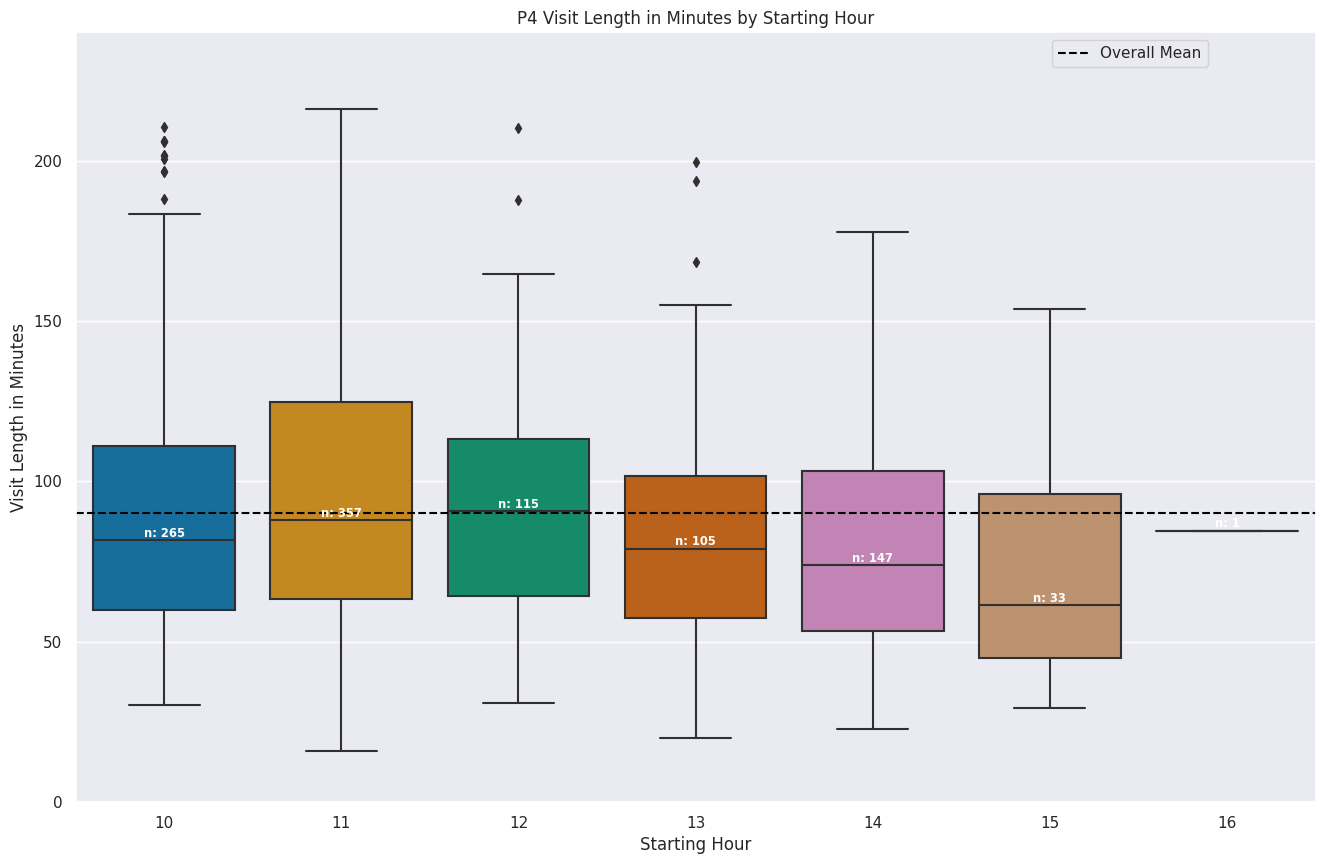 P4 Visit Length in Minutes by Starting Hour
Overall Mean
Visit Length in Minutes
200
150
100
50
0
n: 265
n: 357
n: 115
n: 105
n: 147
n: 33
n: 1
10 11 12 13 14 15 16
Starting Hour